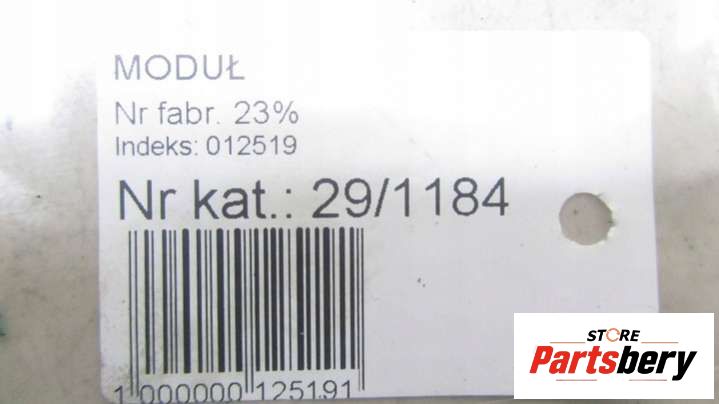 MODUŁ
Nr fabr. 23%
Indeks: 012519
Nr kat.: 29/1184
1 000000 125191
STORE
Partsbery